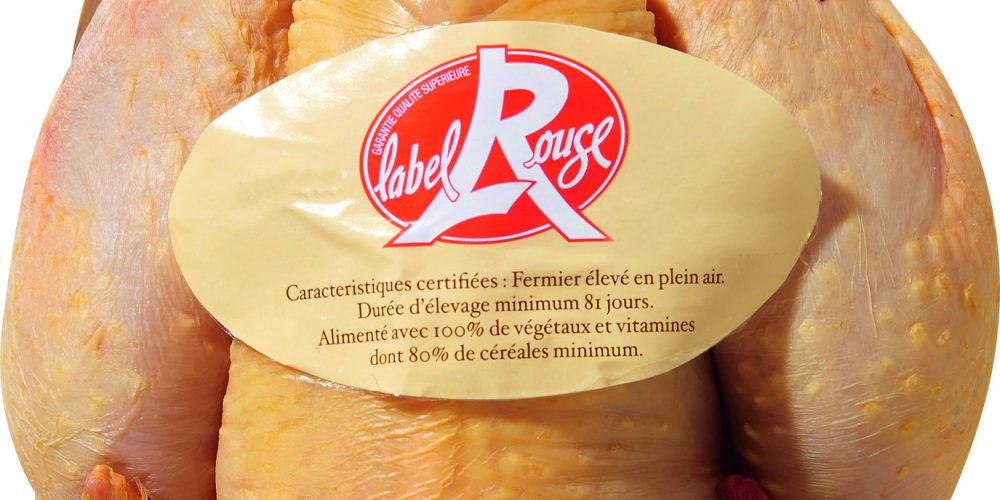 GARANTIE QUALITE SUPERIEURE
label Rouge
Caracteristiques certifiées : Fermier élevé en plein air.
Durée d'élevage minimum 81 jours.
Alimenté avec 100% de végétaux et vitamines
dont 80% de céréales minimum.